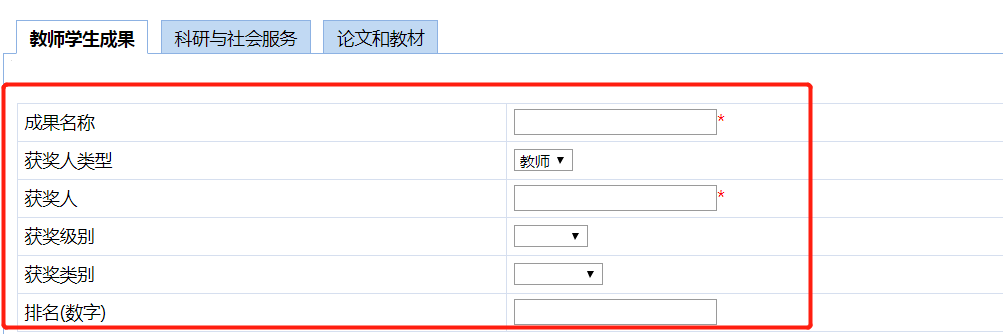 教师学生成果 科研与社会服务 论文和教材
成果名称 *
获奖人类型 教师▼
获奖人 *
获奖级别 ▼
获奖类别 ▼
排名(数字)